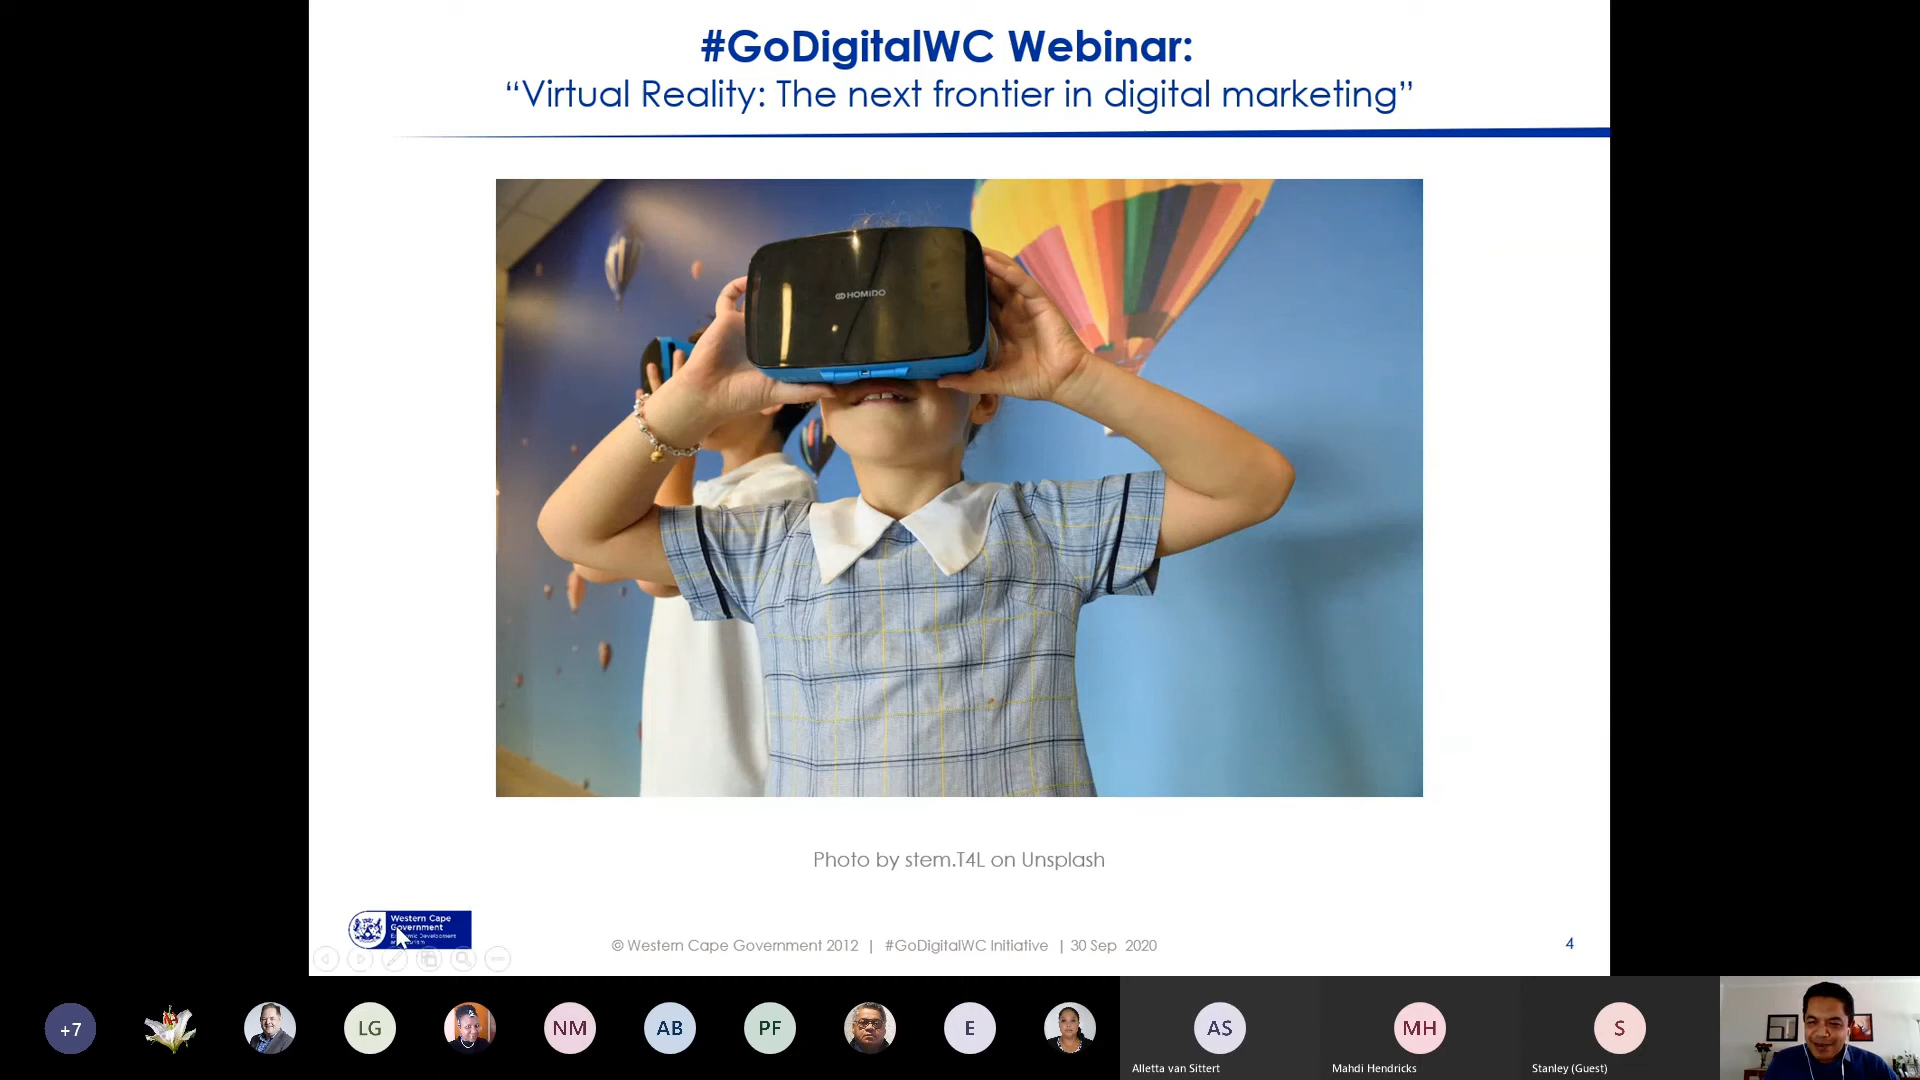 #GoDigitalWC Webinar:
“Virtual Reality: The next frontier in digital marketing”
HOMIDO
Photo by stem.T4L on Unsplash
Western Cape
Government
© Western Cape Government 2012 | #GoDigitalWC Initiative | 30 Sep 2020
4
+7
LG
NM
AB
PF
E
AS
MH
S
Alletta van Sittert
Mahdi Hendricks
Stanley (Guest)